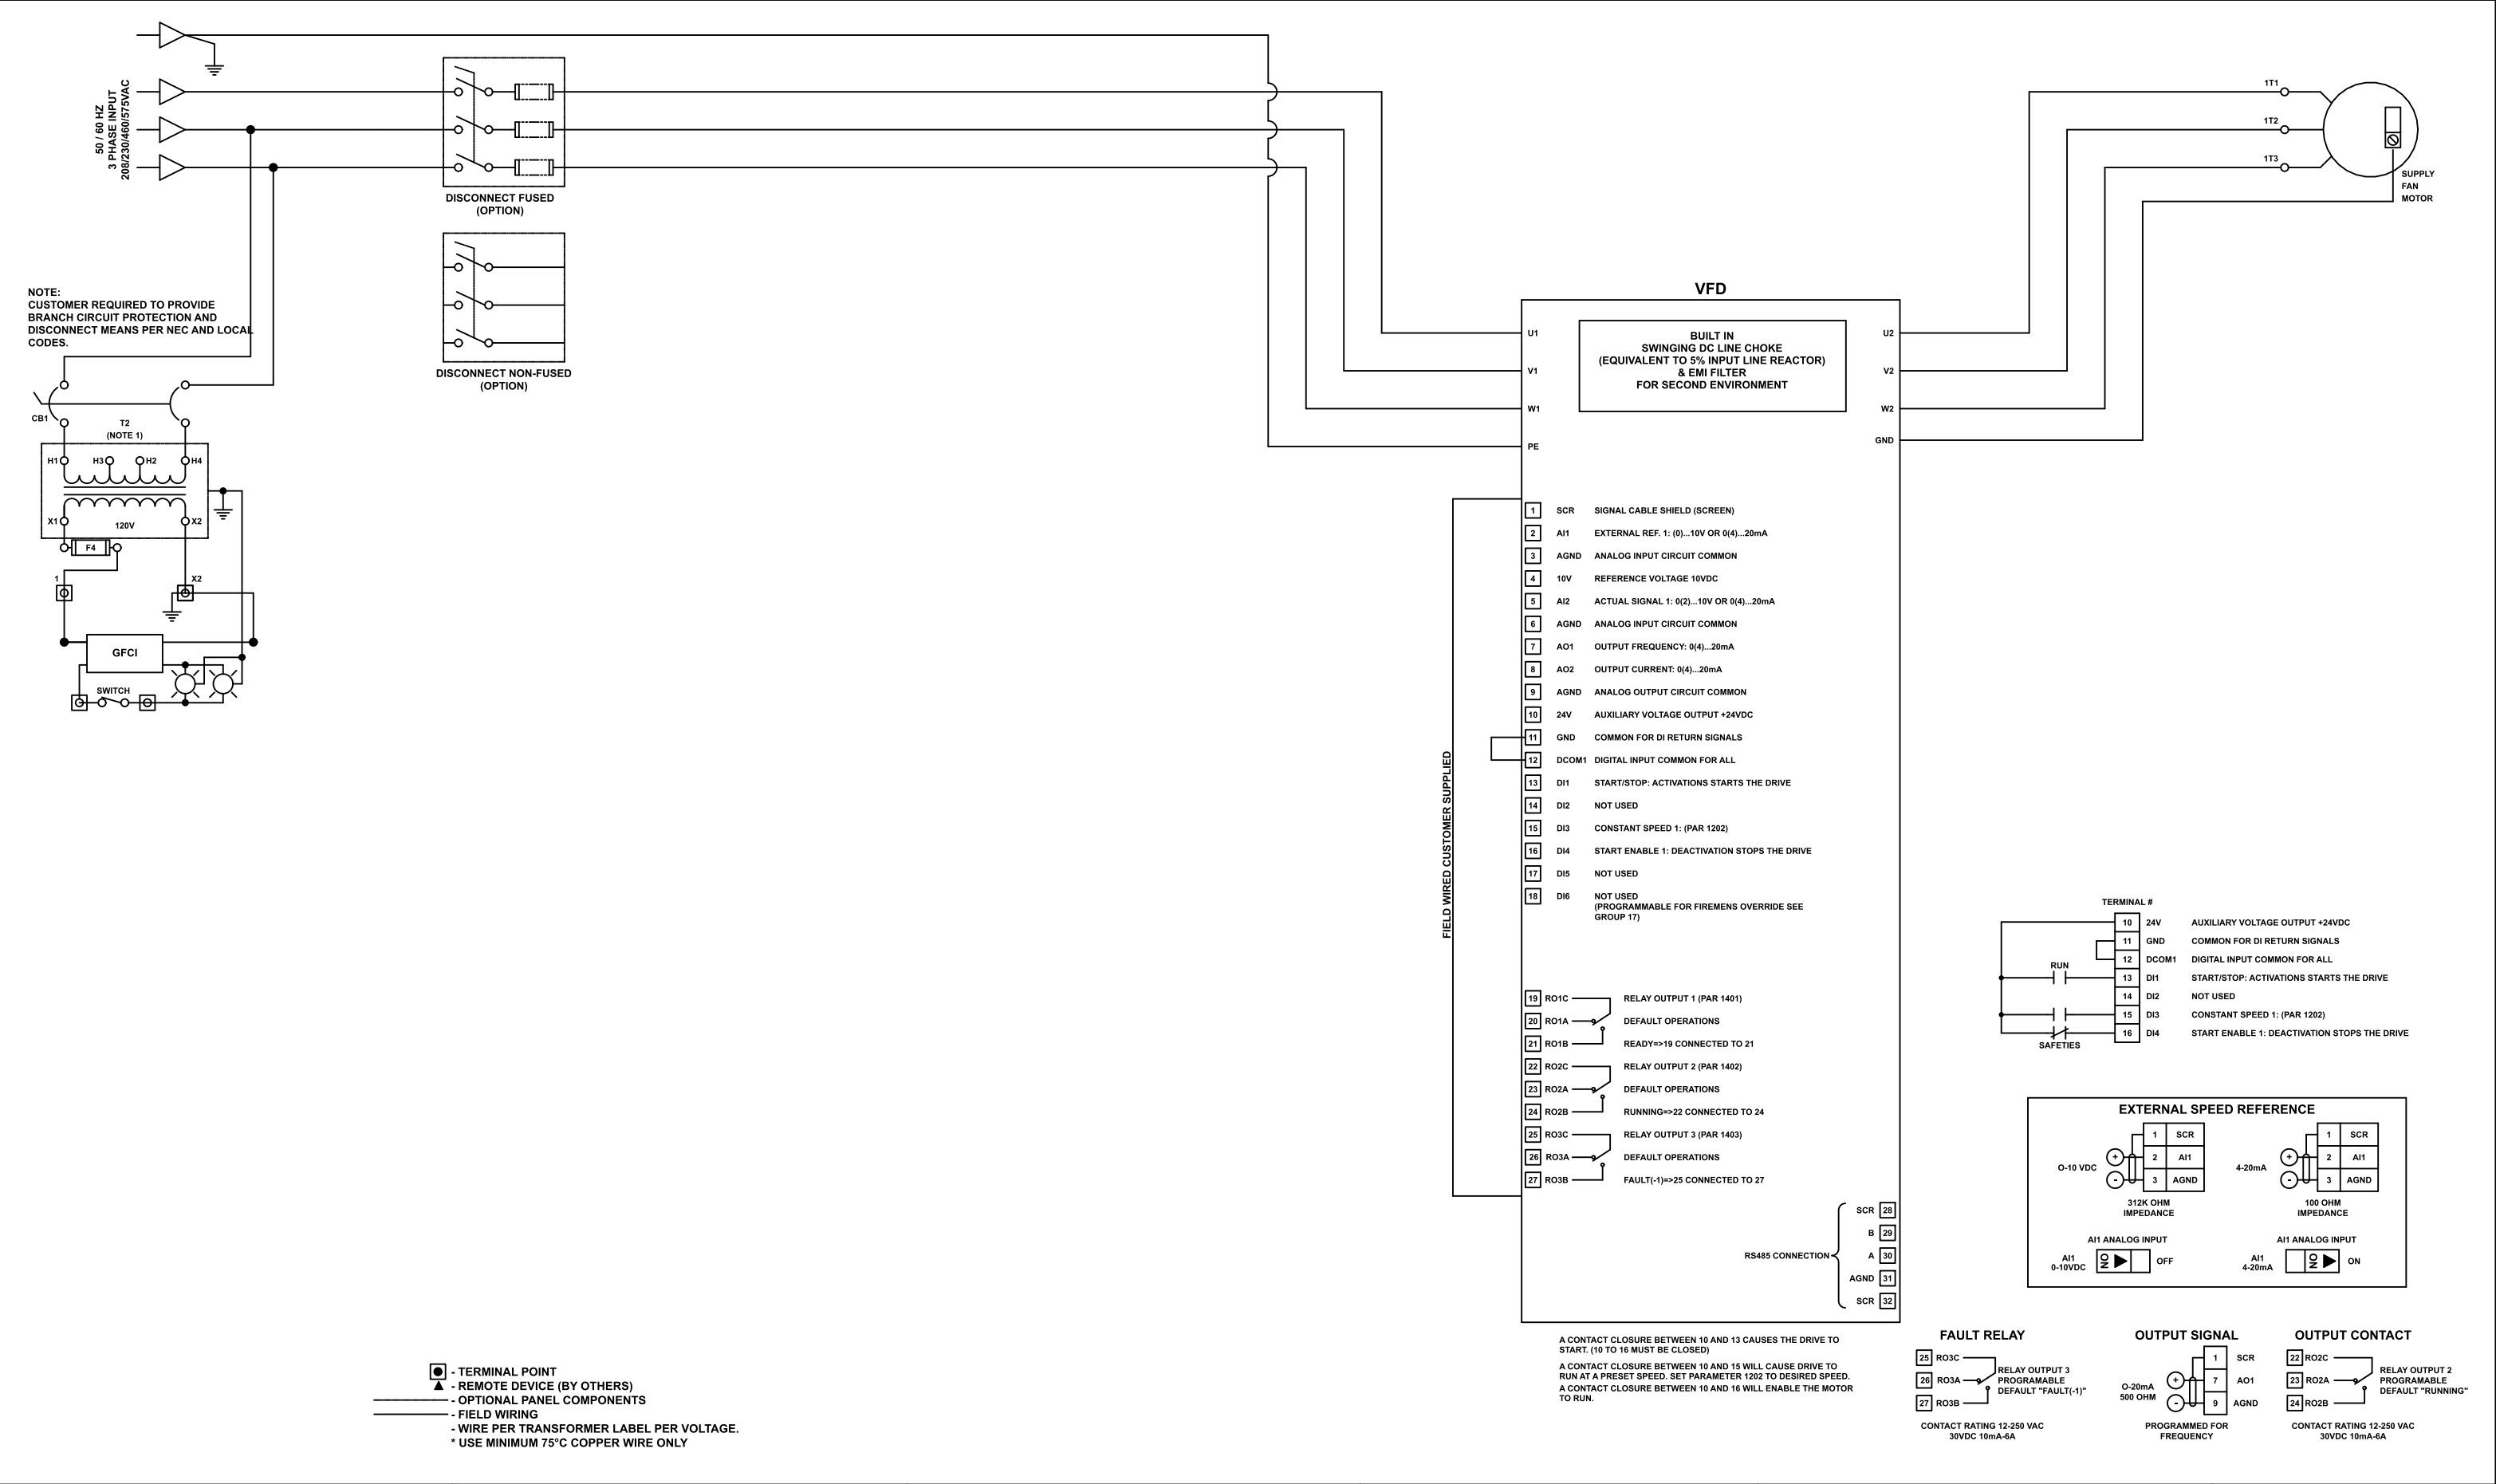 50 / 60 HZ
3 PHASE INPUT
208/230/460/575VAC
DISCONNECT FUSED
(OPTION)
DISCONNECT NON-FUSED
(OPTION)
NOTE:
CUSTOMER REQUIRED TO PROVIDE
BRANCH CIRCUIT PROTECTION AND
DISCONNECT MEANS PER NEC AND LOCAL
CODES.
CB1
T2
(NOTE 1)
H1 H3 H2 H4
X1 120V X2
F4
1 X2
GFCI
SWITCH
1T1
1T2
1T3
SUPPLY
FAN
MOTOR
VFD
BUILT IN
SWINGING DC LINE CHOKE
(EQUIVALENT TO 5% INPUT LINE REACTOR)
& EMI FILTER
FOR SECOND ENVIRONMENT
U1 U2
V1 V2
W1 W2
PE GND
FIELD WIRED CUSTOMER SUPPLIED
1 SCR SIGNAL CABLE SHIELD (SCREEN)
2 AI1 EXTERNAL REF. 1: (0)...10V OR 0(4)...20mA
3 AGND ANALOG INPUT CIRCUIT COMMON
4 10V REFERENCE VOLTAGE 10VDC
5 AI2 ACTUAL SIGNAL 1: 0(2)...10V OR 0(4)...20mA
6 AGND ANALOG INPUT CIRCUIT COMMON
7 AO1 OUTPUT FREQUENCY: 0(4)...20mA
8 AO2 OUTPUT CURRENT: 0(4)...20mA
9 AGND ANALOG OUTPUT CIRCUIT COMMON
10 24V AUXILIARY VOLTAGE OUTPUT +24VDC
11 GND COMMON FOR DI RETURN SIGNALS
12 DCOM1 DIGITAL INPUT COMMON FOR ALL
13 DI1 START/STOP: ACTIVATIONS STARTS THE DRIVE
14 DI2 NOT USED
15 DI3 CONSTANT SPEED 1: (PAR 1202)
16 DI4 START ENABLE 1: DEACTIVATION STOPS THE DRIVE
17 DI5 NOT USED
18 DI6 NOT USED
(PROGRAMMABLE FOR FIREMENS OVERRIDE SEE
GROUP 17)
19 RO1C RELAY OUTPUT 1 (PAR 1401)
20 RO1A DEFAULT OPERATIONS
21 RO1B READY=>19 CONNECTED TO 21
22 RO2C RELAY OUTPUT 2 (PAR 1402)
23 RO2A DEFAULT OPERATIONS
24 RO2B RUNNING=>22 CONNECTED TO 24
25 RO3C RELAY OUTPUT 3 (PAR 1403)
26 RO3A DEFAULT OPERATIONS
27 RO3B FAULT(-1)=>25 CONNECTED TO 27
RS485 CONNECTION
SCR 28
B 29
A 30
AGND 31
SCR 32
A CONTACT CLOSURE BETWEEN 10 AND 13 CAUSES THE DRIVE TO
START. (10 TO 16 MUST BE CLOSED)
A CONTACT CLOSURE BETWEEN 10 AND 15 WILL CAUSE DRIVE TO
RUN AT A PRESET SPEED. SET PARAMETER 1202 TO DESIRED SPEED.
A CONTACT CLOSURE BETWEEN 10 AND 16 WILL ENABLE THE MOTOR
TO RUN.
TERMINAL #
10 24V AUXILIARY VOLTAGE OUTPUT +24VDC
11 GND COMMON FOR DI RETURN SIGNALS
12 DCOM1 DIGITAL INPUT COMMON FOR ALL
RUN
13 DI1 START/STOP: ACTIVATIONS STARTS THE DRIVE
14 DI2 NOT USED
15 DI3 CONSTANT SPEED 1: (PAR 1202)
16 DI4 START ENABLE 1: DEACTIVATION STOPS THE DRIVE
SAFETIES
EXTERNAL SPEED REFERENCE
1 SCR
O-10 VDC + 2 AI1
- 3 AGND
312K OHM
IMPEDANCE
AI1 ANALOG INPUT
AI1
0-10VDC
ON
OFF
1 SCR
4-20mA + 2 AI1
- 3 AGND
100 OHM
IMPEDANCE
AI1 ANALOG INPUT
AI1
4-20mA
ON
ON
FAULT RELAY
25 RO3C
26 RO3A
27 RO3B
RELAY OUTPUT 3
PROGRAMABLE
DEFAULT "FAULT(-1)"
CONTACT RATING 12-250 VAC
30VDC 10mA-6A
OUTPUT SIGNAL
1 SCR
+ 7 AO1
- 9 AGND
O-20mA
500 OHM
PROGRAMMED FOR
FREQUENCY
OUTPUT CONTACT
22 RO2C
23 RO2A
24 RO2B
RELAY OUTPUT 2
PROGRAMABLE
DEFAULT "RUNNING"
CONTACT RATING 12-250 VAC
30VDC 10mA-6A
- TERMINAL POINT
- REMOTE DEVICE (BY OTHERS)
- OPTIONAL PANEL COMPONENTS
- FIELD WIRING
- WIRE PER TRANSFORMER LABEL PER VOLTAGE.
* USE MINIMUM 75°C COPPER WIRE ONLY